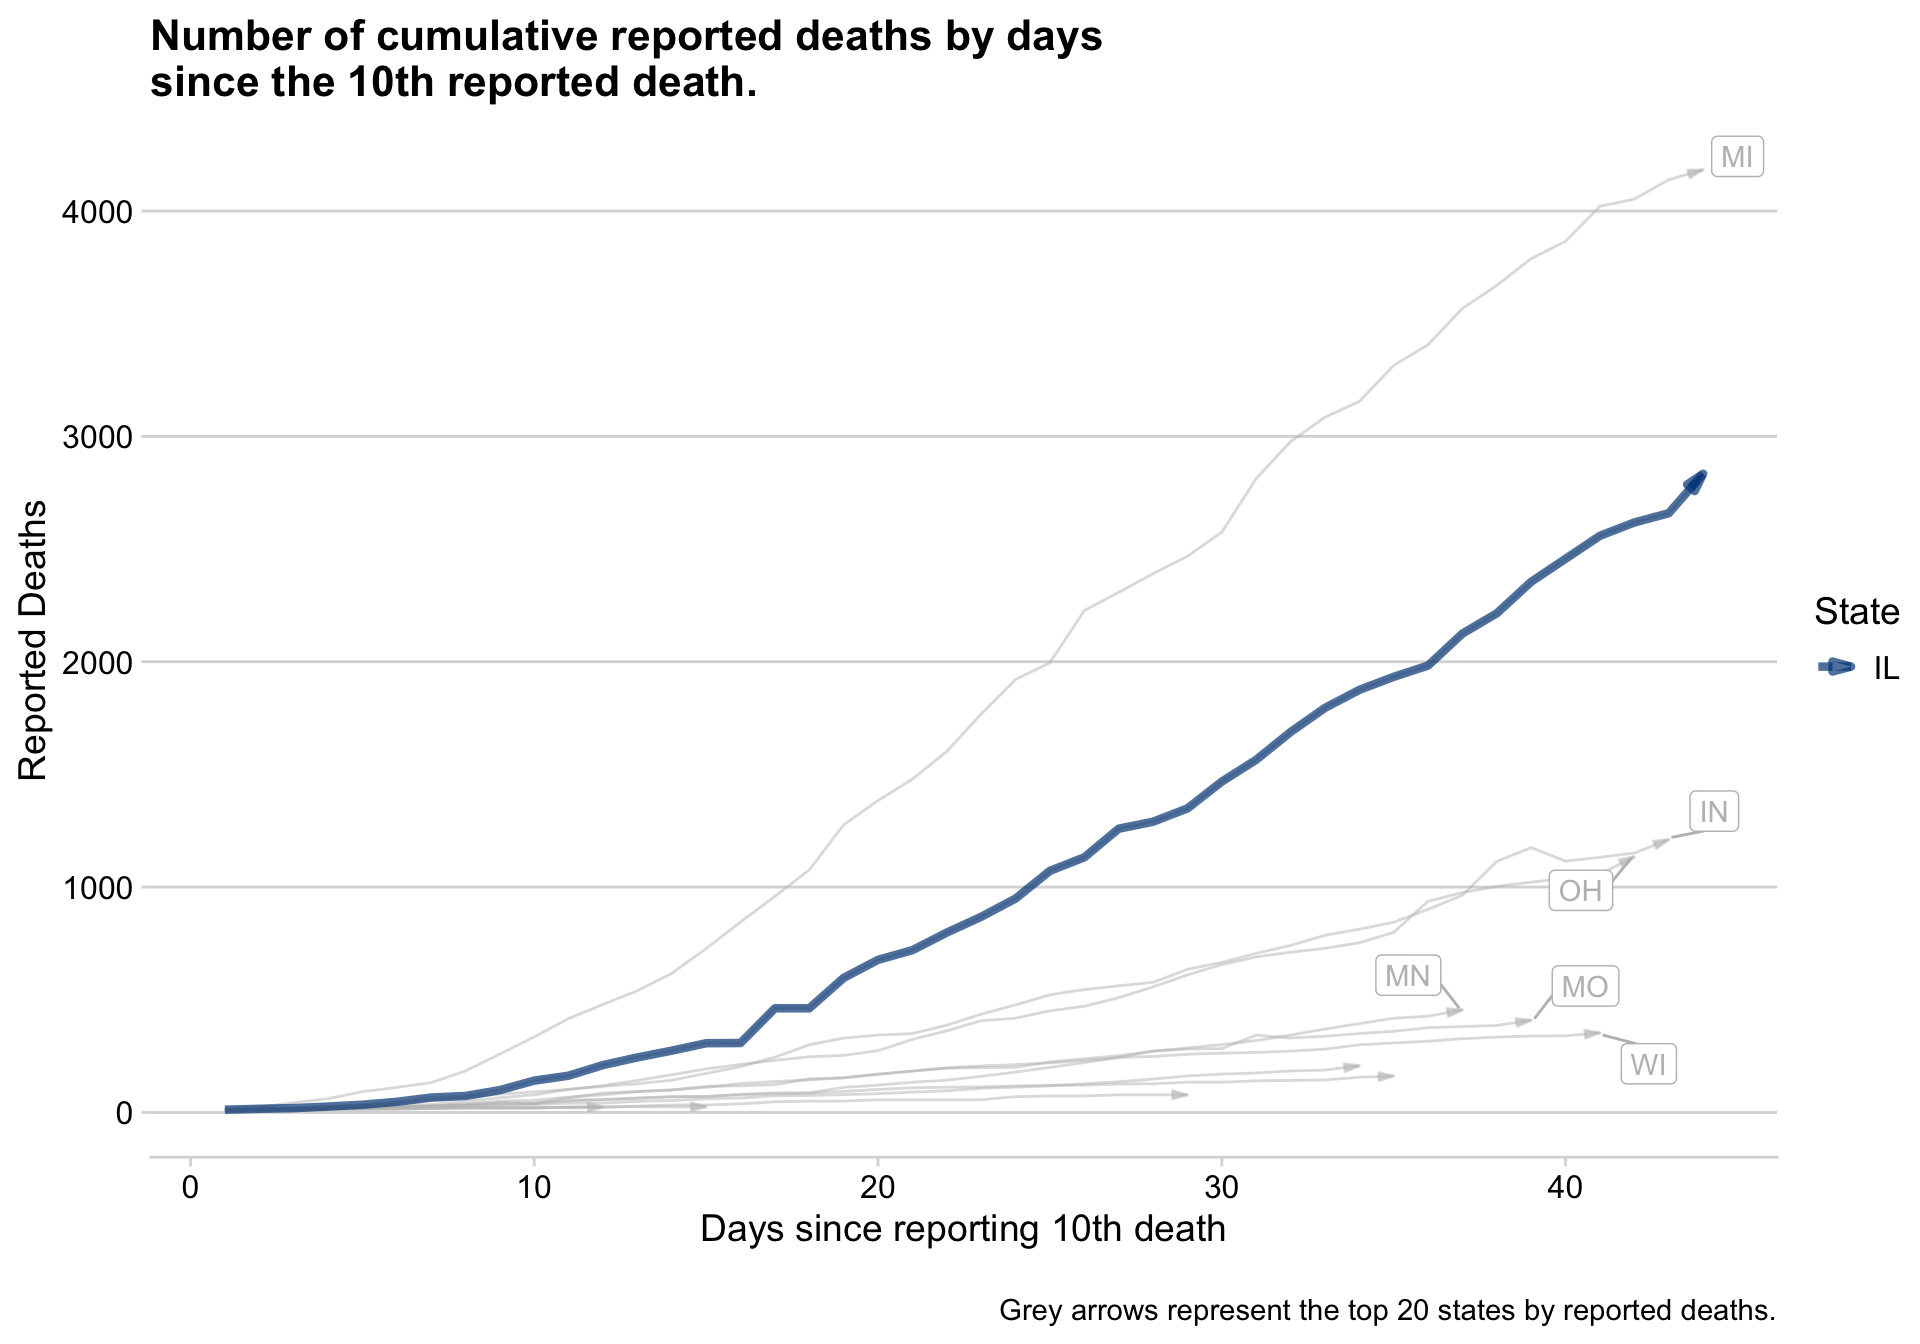 Number of cumulative reported deaths by days
since the 10th reported death.
MI
4000
3000
Reported Deaths
State
IL
2000
IN
1000
OH
MN
MO
WI
0
0 10 20 30 40
Days since reporting 10th death
Grey arrows represent the top 20 states by reported deaths.